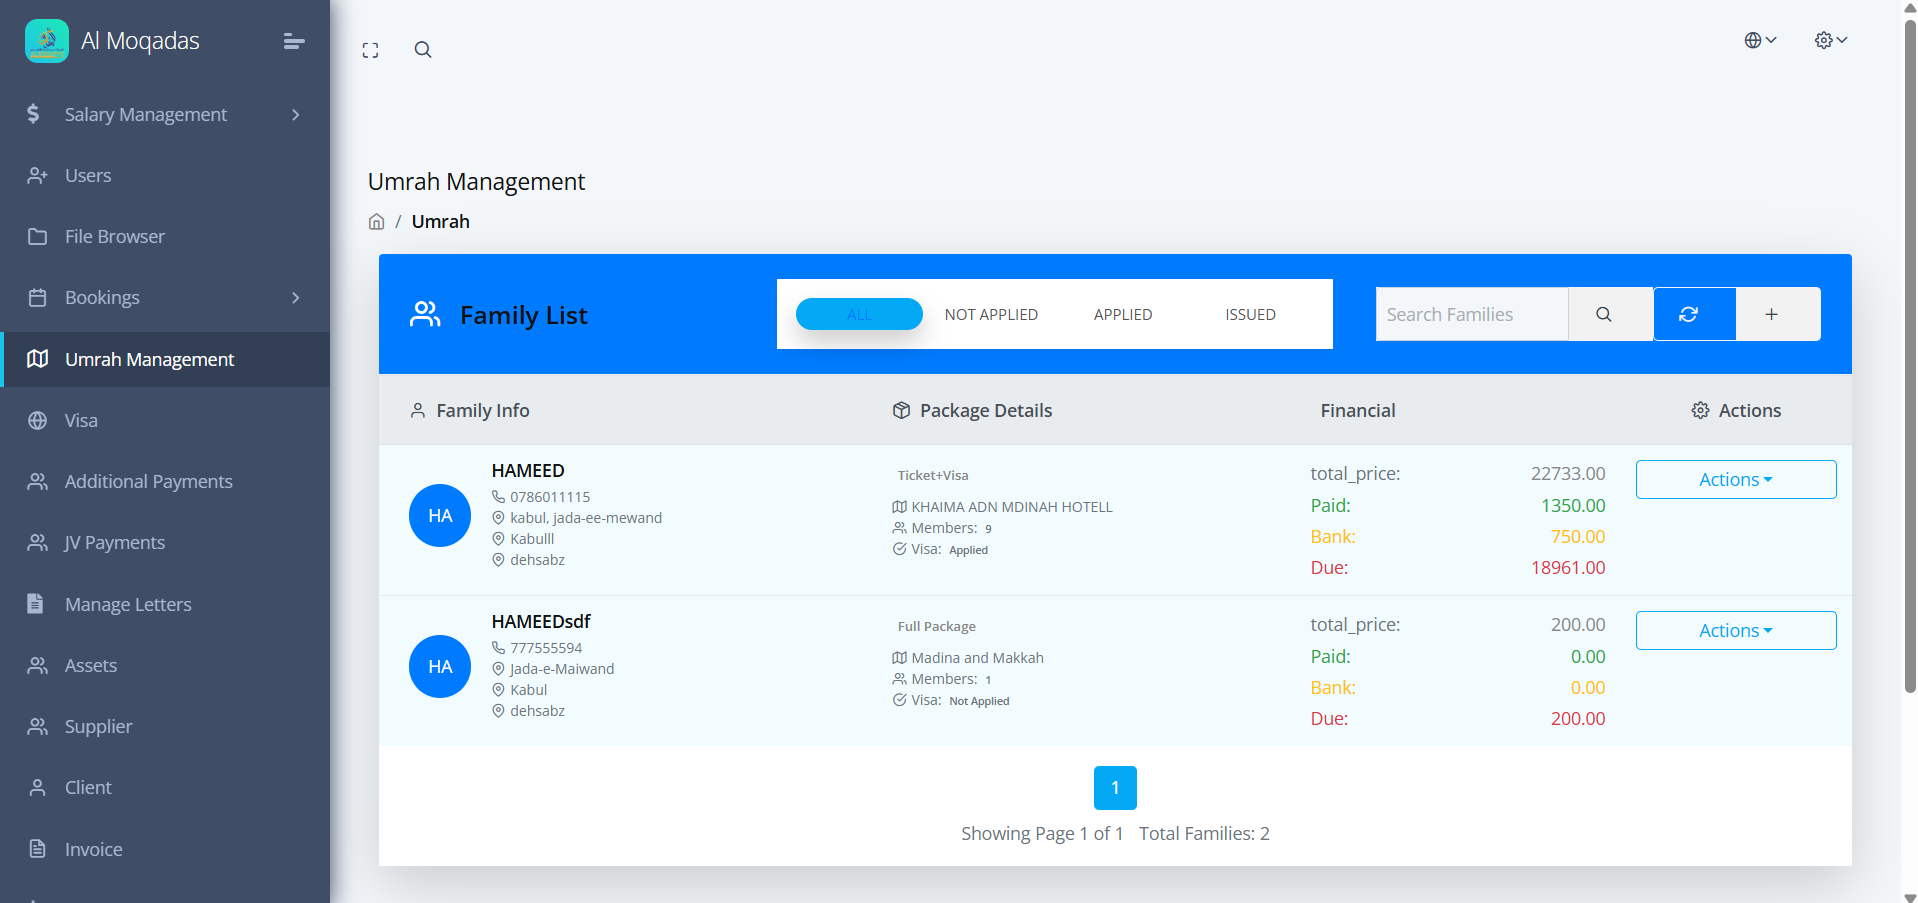 Al Moqadas
Salary Management
Users
File Browser
Bookings
Umrah Management
Visa
Additional Payments
JV Payments
Manage Letters
Assets
Supplier
Client
Invoice
Umrah Management
/ Umrah
Family List
ALL NOT APPLIED APPLIED ISSUED
Search Families
Family Info Package Details Financial Actions
HA
HAMEED
0786011115
kabul, jada-ee-mewand
Kabulll
dehsabz
Ticket+Visa
KHAIMA ADN MDINAH HOTELL
Members: 9
Visa: Applied
total_price: 22733.00
Paid: 1350.00
Bank: 750.00
Due: 18961.00
Actions
HA
HAMEEDsdf
777555594
Jada-e-Maiwand
Kabul
dehsabz
Full Package
Madina and Makkah
Members: 1
Visa: Not Applied
total_price: 200.00
Paid: 0.00
Bank: 0.00
Due: 200.00
Actions
1
Showing Page 1 of 1 Total Families: 2